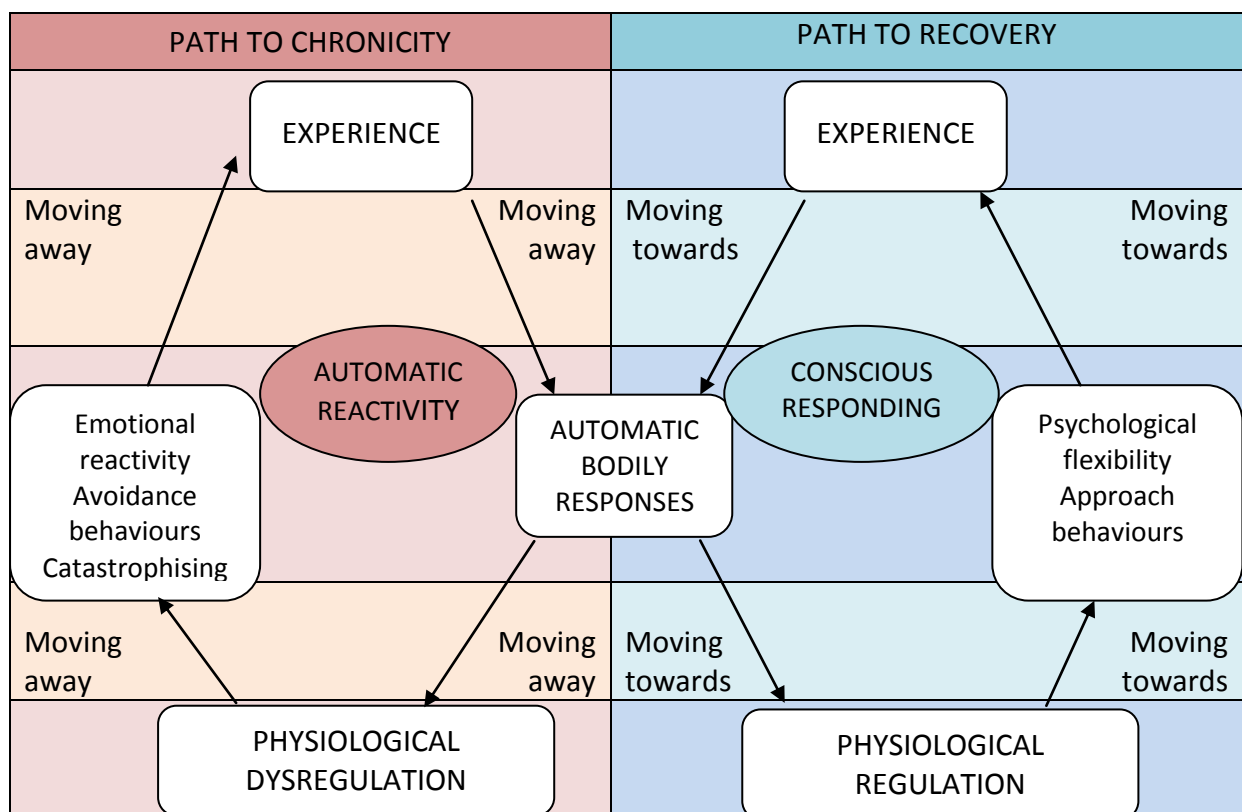 PATH TO CHRONICITY
PATH TO RECOVERY
EXPERIENCE
EXPERIENCE
Moving
away
Moving
away
Moving
towards
Moving
towards
AUTOMATIC
REACTIVITY
CONSCIOUS
RESPONDING
Emotional
reactivity
Avoidance
behaviours
Catastrophising
AUTOMATIC
BODILY
RESPONSES
Psychological
flexibility
Approach
behaviours
Moving
away
Moving
away
Moving
towards
Moving
towards
PHYSIOLOGICAL
DYSREGULATION
PHYSIOLOGICAL
REGULATION